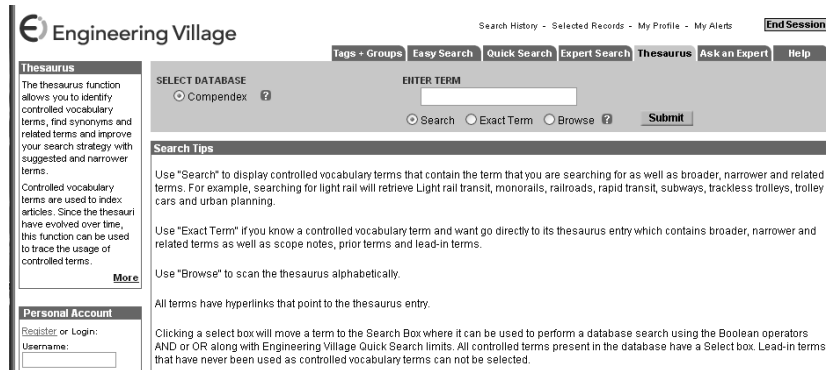 Engineering Village
Search History - Selected Records - My Profile - My Alerts
End Session
Tags + Groups Easy Search Quick Search Expert Search Thesaurus Ask an Expert Help
Thesaurus
The thesaurus function
allows you to identify
controlled vocabulary
terms, find synonyms and
related terms and improve
your search strategy with
suggested and narrower
terms.
Controlled vocabulary
terms are used to index
articles. Since the thesauri
have evolved over time,
this function can be used
to trace the usage of
controlled terms.
More
Personal Account
Register or Login:
Username:
SELECT DATABASE
Compendex ?
ENTER TERM
Search Exact Term Browse ? Submit
Search Tips
Use "Search" to display controlled vocabulary terms that contain the term that you are searching for as well as broader, narrower and related
terms. For example, searching for light rail will retrieve Light rail transit, monorails, railroads, rapid transit, subways, trackless trolleys, trolley
cars and urban planning.
Use "Exact Term" if you know a controlled vocabulary term and want go directly to its thesaurus entry which contains broader, narrower and
related terms as well as scope notes, prior terms and lead-in terms.
Use "Browse" to scan the thesaurus alphabetically.
All terms have hyperlinks that point to the thesaurus entry.
Clicking a select box will move a term to the Search Box where it can be used to perform a database search using the Boolean operators
AND or OR along with Engineering Village Quick Search limits. All controlled terms present in the database have a Select box. Lead-in terms
that have never been used as controlled vocabulary terms can not be selected.